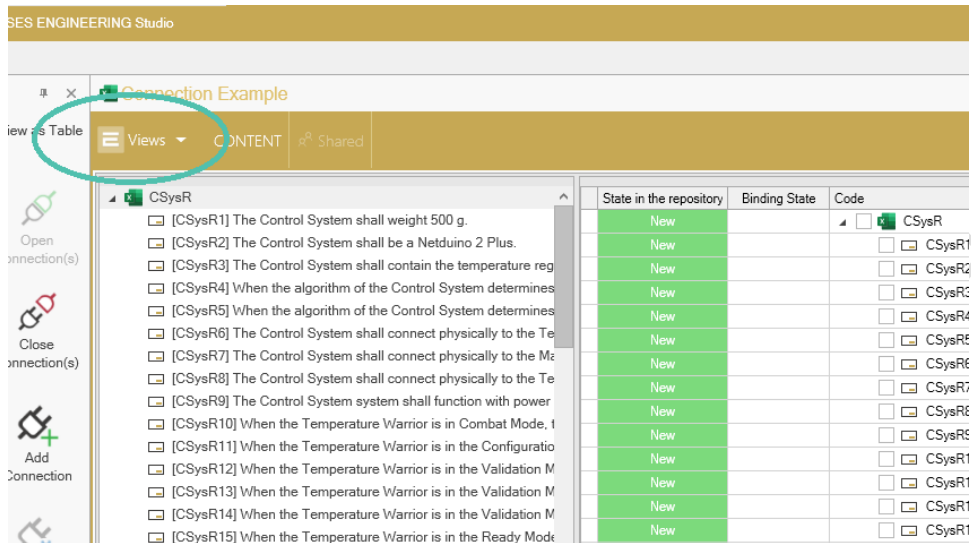 SES ENGINEERING Studio
Connection Example
iew as Table
Views
CONTENT
Shared
Open
onnection(s)
Close
onnection(s)
Add
Connection
CSysR
[CSysR1] The Control System shall weight 500 g.
[CSysR2] The Control System shall be a Netduino 2 Plus.
[CSysR3] The Control System shall contain the temperature reg
[CSysR4] When the algorithm of the Control System determines
[CSysR5] When the algorithm of the Control System determines
[CSysR6] The Control System shall connect physically to the Te
[CSysR7] The Control System shall connect physically to the Ma
[CSysR8] The Control System shall connect physically to the Te
[CSysR9] The Control System system shall function with power
[CSysR10] When the Temperature Warrior is in Combat Mode, t
[CSysR11] When the Temperature Warrior is in the Configuratio
[CSysR12] When the Temperature Warrior is in the Validation M
[CSysR13] When the Temperature Warrior is in the Validation M
[CSysR14] When the Temperature Warrior is in the Validation M
[CSysR15] When the Temperature Warrior is in the Ready Mode
State in the repository Binding State Code
New CSysR
New CSysR1
New CSysR2
New CSysR3
New CSysR4
New CSysR5
New CSysR6
New CSysR7
New CSysR8
New CSysR9
New CSysR1
New CSysR1
New CSysR1
New CSysR1